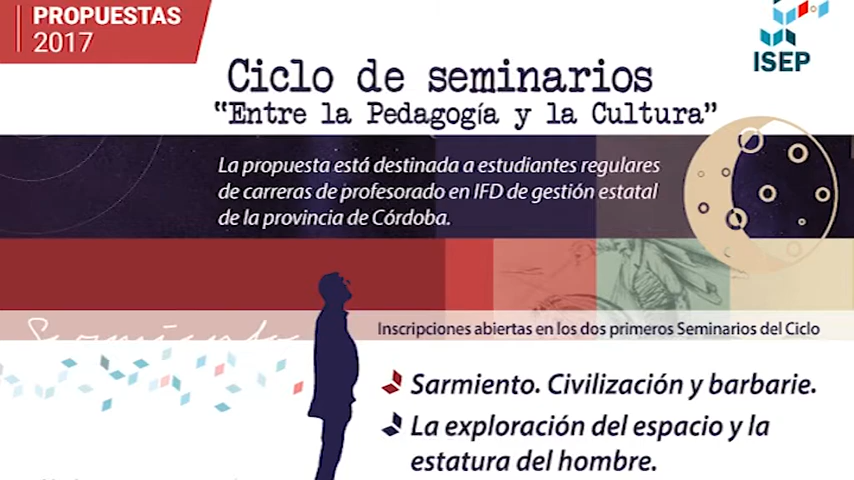 PROPUESTAS
2017
ISEP
Ciclo de seminarios
“Entre la Pedagogía y la Cultura”
La propuesta está destinada a estudiantes regulares
de carreras de profesorado en IFD de gestión estatal
de la provincia de Córdoba.
Sarmiento
Inscripciones abiertas en los dos primeros Seminarios del Ciclo
Sarmiento. Civilización y barbarie.
La exploración del espacio y la
estatura del hombre.